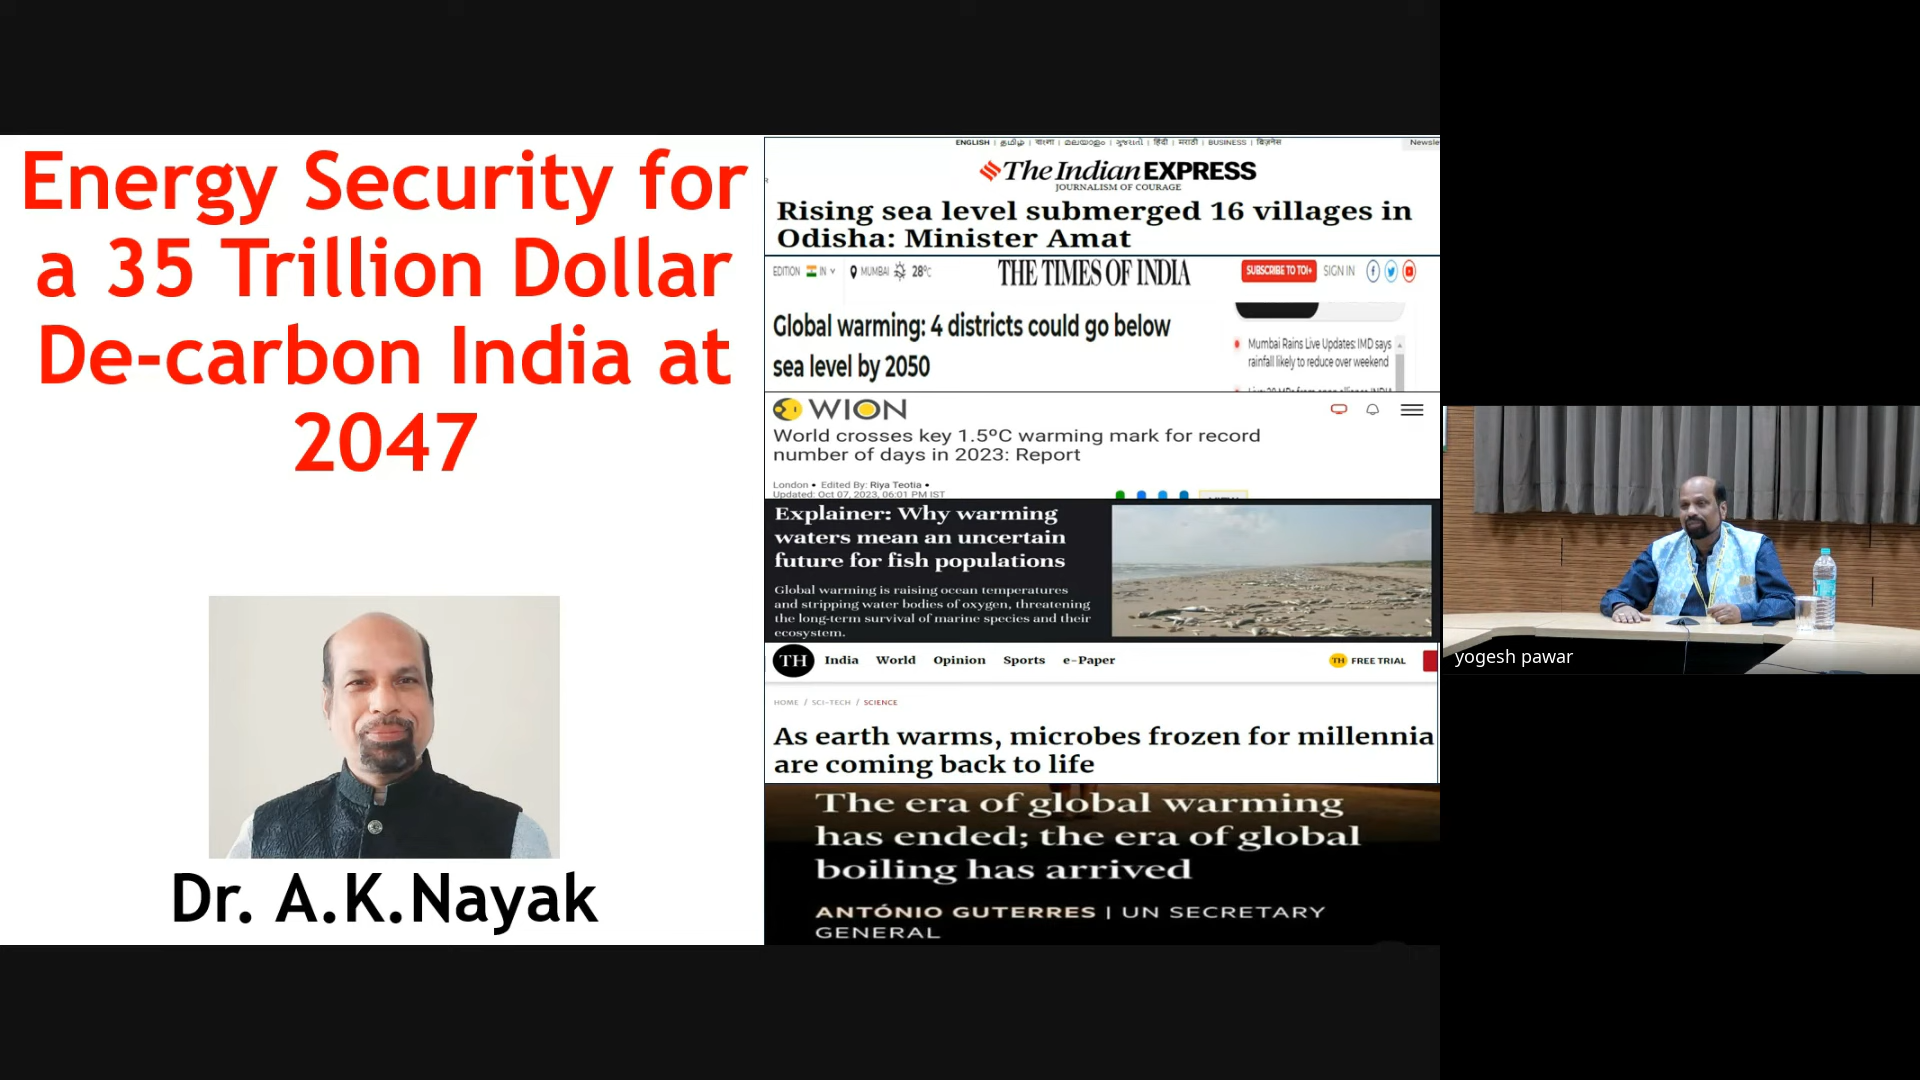 Energy Security for
a 35 Trillion Dollar
De-carbon India at
2047
Dr. A.K.Nayak
ENGLISH | தமிழ் | বাংলা | മലയാളം | ગુજરાતી | हिंदी | मराठी | BUSINESS | बिज़नेस
Newsle
The Indian EXPRESS
JOURNALISM OF COURAGE
Rising sea level submerged 16 villages in
Odisha: Minister Amat
EDITION IN MUMBAI 28°C
THE TIMES OF INDIA
SUBSCRIBE TO TOI+ SIGN IN
Global warming: 4 districts could go below
sea level by 2050
Mumbai Rains Live Updates: IMD says
rainfall likely to reduce over weekend
WION
World crosses key 1.5ºC warming mark for record
number of days in 2023: Report
London • Edited By: Riya Teotia •
Updated: Oct 07, 2023, 06:01 PM IST
Explainer: Why warming
waters mean an uncertain
future for fish populations
Global warming is raising ocean temperatures
and stripping water bodies of oxygen, threatening
the long-term survival of marine species and their
ecosystem.
TH India World Opinion Sports e-Paper
TH FREE TRIAL
HOME / SCI-TECH / SCIENCE
As earth warms, microbes frozen for millennia
are coming back to life
The era of global warming
has ended; the era of global
boiling has arrived
ANTÓNIO GUTERRES | UN SECRETARY
GENERAL
yogesh pawar